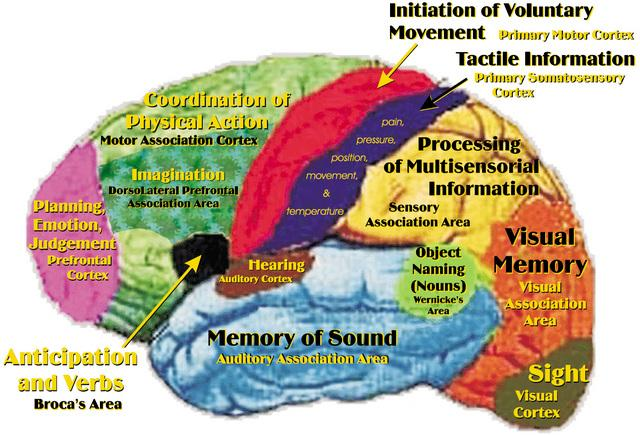 Initiation of Voluntary
Movement Primary Motor Cortex
Tactile Information
Primary Somatosensory
Cortex
Coordination of
Physical Action
Motor Association Cortex
pain,
pressure,
position,
movement,
&
temperature
Processing
of Multisensorial
Information
Sensory
Association Area
Imagination
DorsoLateral Prefrontal
Association Area
Planning,
Emotion,
Judgement
Prefrontal
Cortex
Hearing
Auditory Cortex
Object
Naming
(Nouns)
Wernicke's
Area
Visual
Memory
Visual
Association
Area
Memory of Sound
Auditory Association Area
Anticipation
and Verbs
Broca's Area
Sight
Visual
Cortex